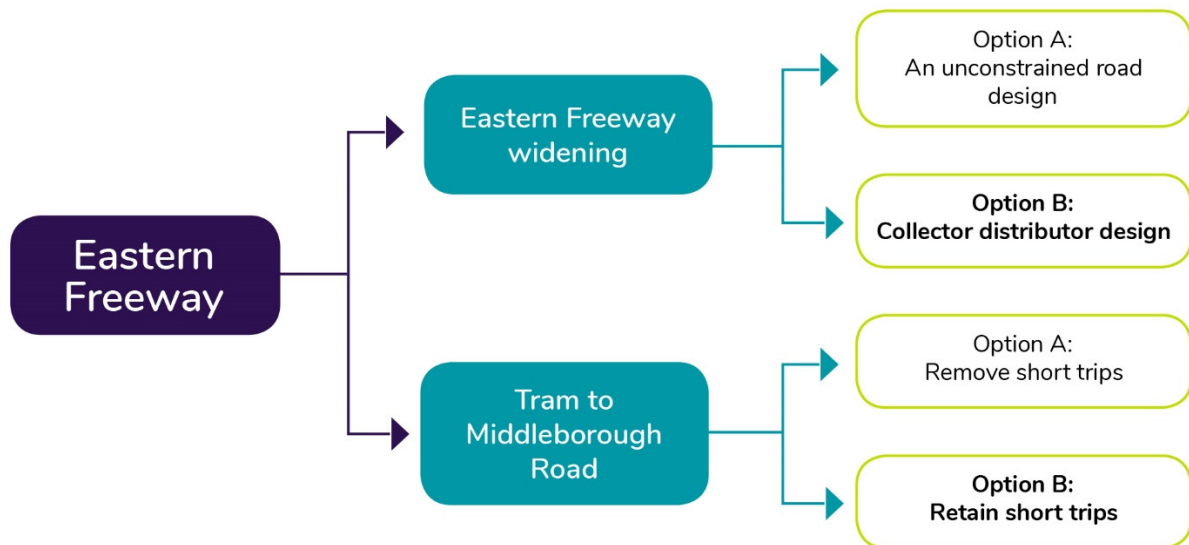 Eastern
Freeway
Eastern Freeway
widening
Option A:
An unconstrained road
design
Option B:
Collector distributor design
Tram to
Middleborough
Road
Option A:
Remove short trips
Option B:
Retain short trips